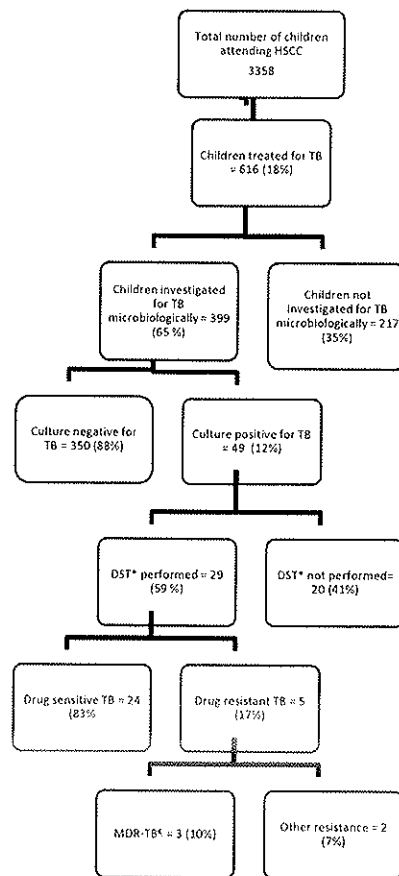 Total number of children
attending HSCC
3358
Children treated for TB
= 616 (18%)
Children investigated
for TB
microbiologically = 399
(65 %)
Children not
Investigated for TB
microbiologically = 217
(35%)
Culture negative for
TB = 350 (88%)
Culture positive for TB
= 49 (12%)
DST* performed = 29
(59 %)
DST* not performed=
20 (41%)
Drug sensitive TB = 24
(83%
Drug resistant TB = 5
(17%)
MDR-TB¶ = 3 (10%)
Other resistance = 2
(7%)